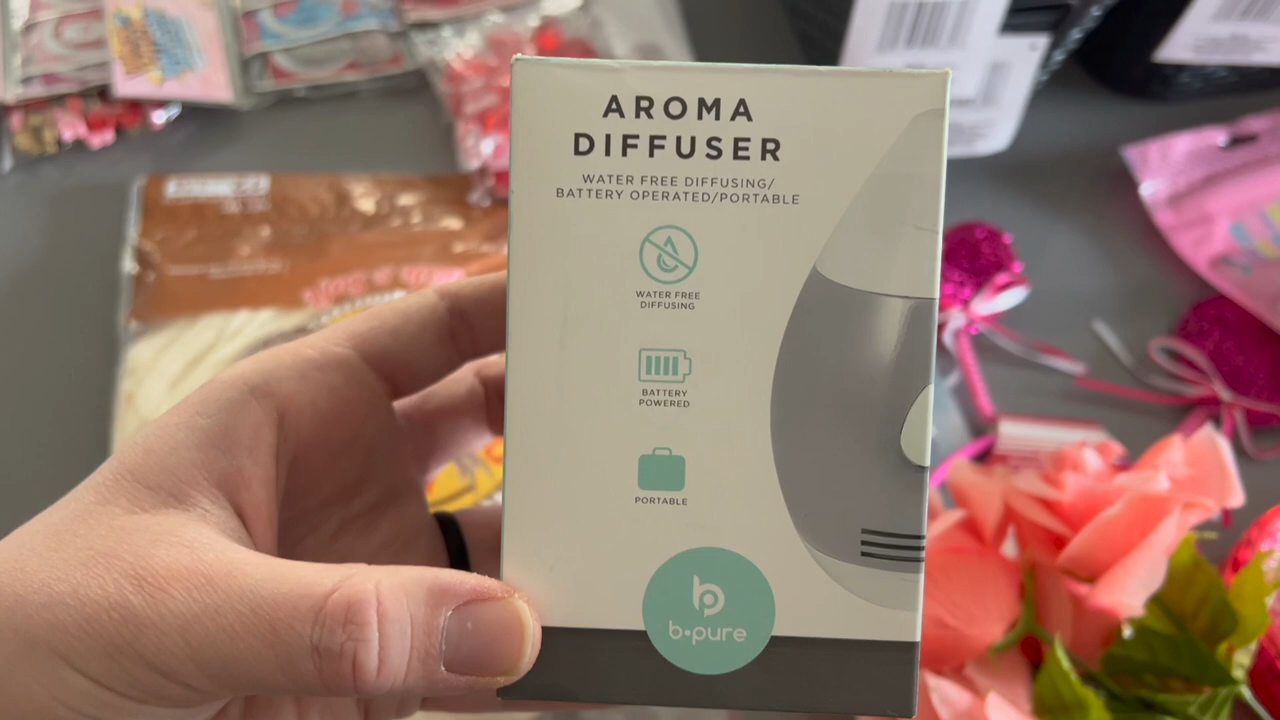 AROMA
DIFFUSER
WATER FREE DIFFUSING/
BATTERY OPERATED/PORTABLE
WATER FREE
DIFFUSING
BATTERY
POWERED
PORTABLE
b•pure